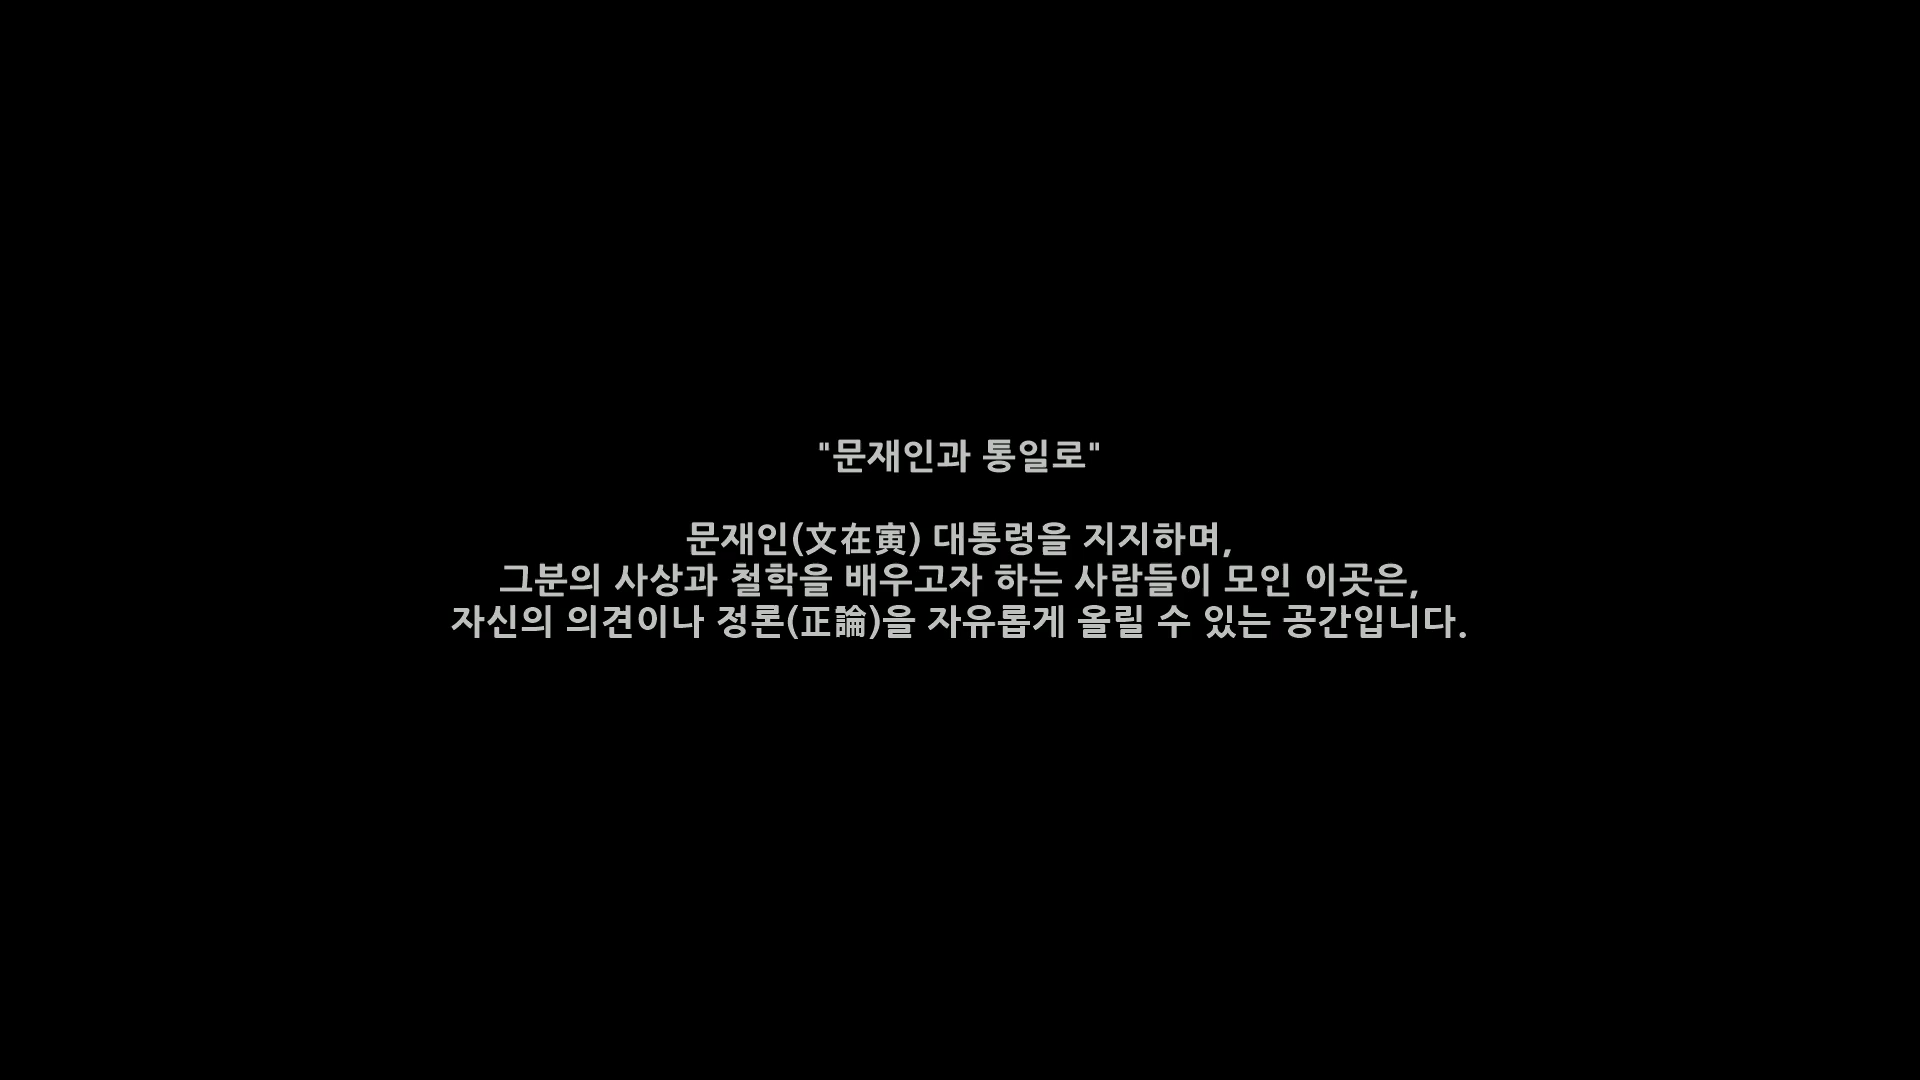 "문재인과 통일로"
문재인(文在寅) 대통령을 지지하며,
그분의 사상과 철학을 배우고자 하는 사람들이 모인 이곳은,
자신의 의견이나 정론(正論)을 자유롭게 올릴 수 있는 공간입니다.